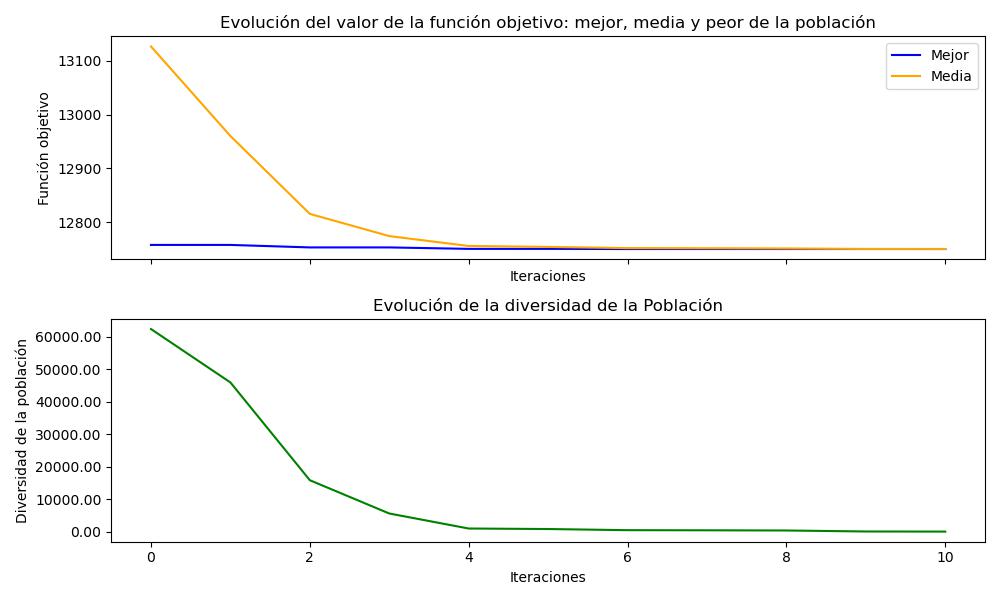 Evolución del valor de la función objetivo: mejor, media y peor de la población
Función objetivo
13100
13000
12900
12800
Mejor
Media
Iteraciones
Evolución de la diversidad de la Población
Diversidad de la población
60000.00
50000.00
40000.00
30000.00
20000.00
10000.00
0.00
0 2 4 6 8 10
Iteraciones